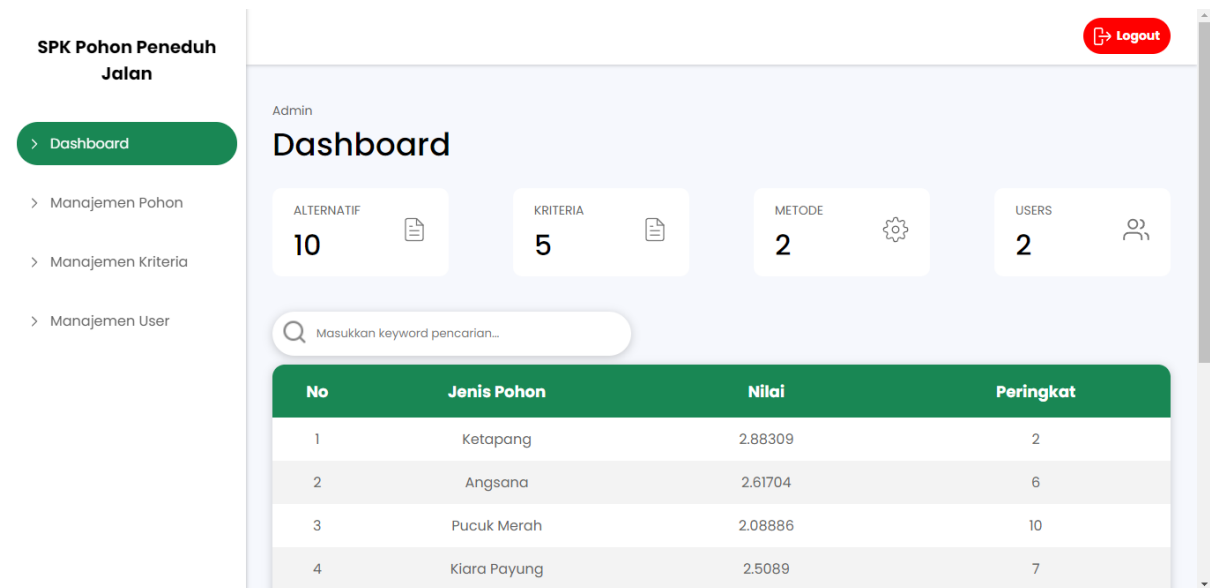 SPK Pohon Peneduh
Jalan
Logout
Dashboard
Manajemen Pohon
Manajemen Kriteria
Manajemen User
Admin
Dashboard
ALTERNATIF
10
KRITERIA
5
METODE
2
USERS
2
Masukkan keyword pencarian...
No Jenis Pohon Nilai Peringkat
1 Ketapang 2.88309 2
2 Angsana 2.61704 6
3 Pucuk Merah 2.08886 10
4 Kiara Payung 2.5089 7